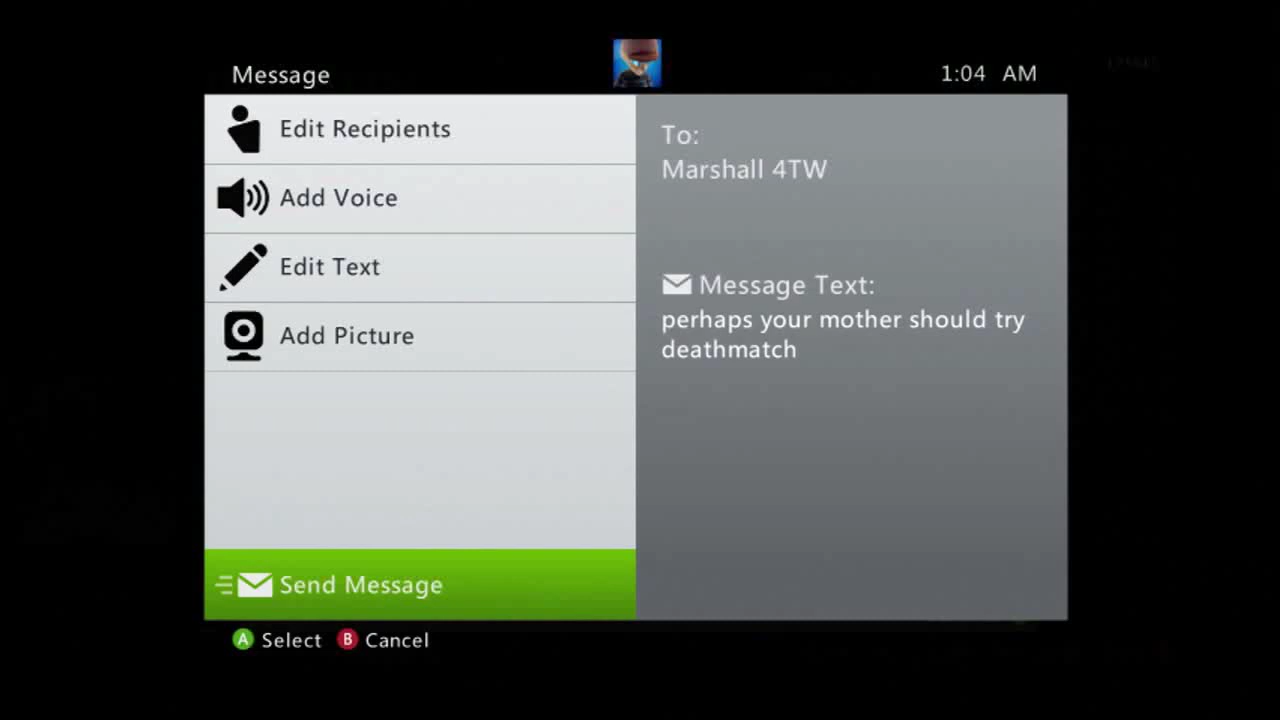 Message
1:04 AM
Edit Recipients
Add Voice
Edit Text
Add Picture
Send Message
To:
Marshall 4TW
Message Text:
perhaps your mother should try
deathmatch
A Select B Cancel